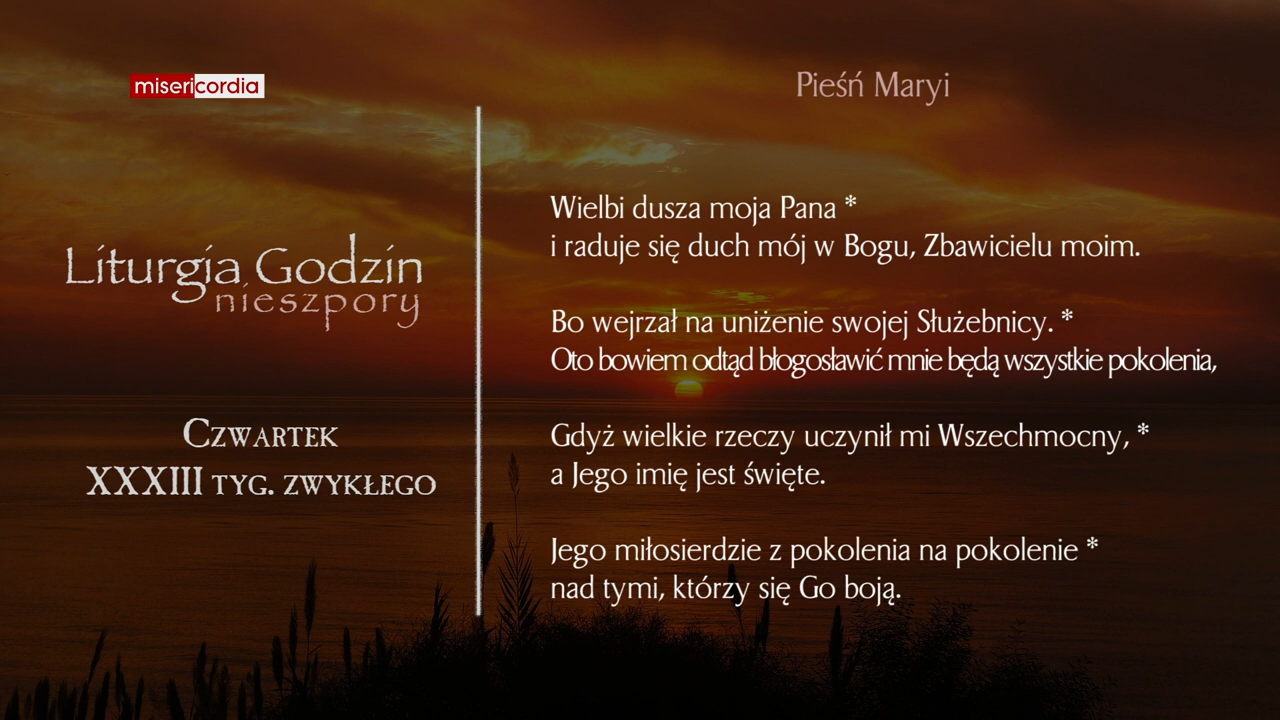 misericordia
Liturgia Godzin
nieszpory
Czwartek
XXXIII tyg. zwykłego
Pieśń Maryi
Wielbi dusza moja Pana *
i raduje się duch mój w Bogu, Zbawicielu moim.
Bo wejrzał na uniżenie swojej Służebnicy. *
Oto bowiem odtąd błogosławić mnie będą wszystkie pokolenia,
Gdyż wielkie rzeczy uczynił mi Wszechmocny, *
a Jego imię jest święte.
Jego miłosierdzie z pokolenia na pokolenie *
nad tymi, którzy się Go boją.